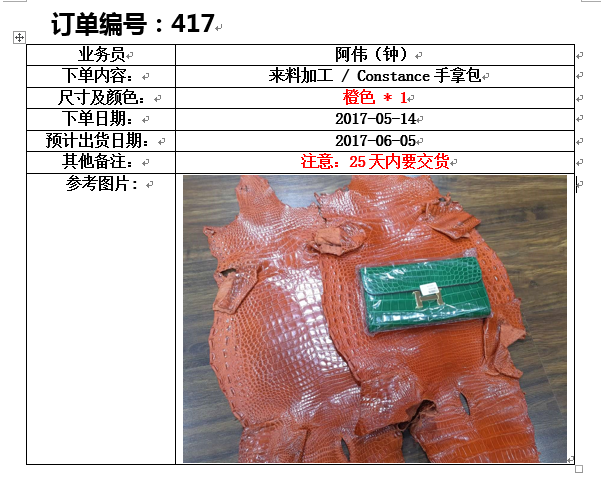 订单编号：417
业务员
阿伟（钟）
下单内容：
来料加工 / Constance 手拿包
尺寸及颜色：
橙色 * 1
下单日期：
2017-05-14
预计出货日期：
2017-06-05
其他备注：
注意：25 天内要交货
参考图片：